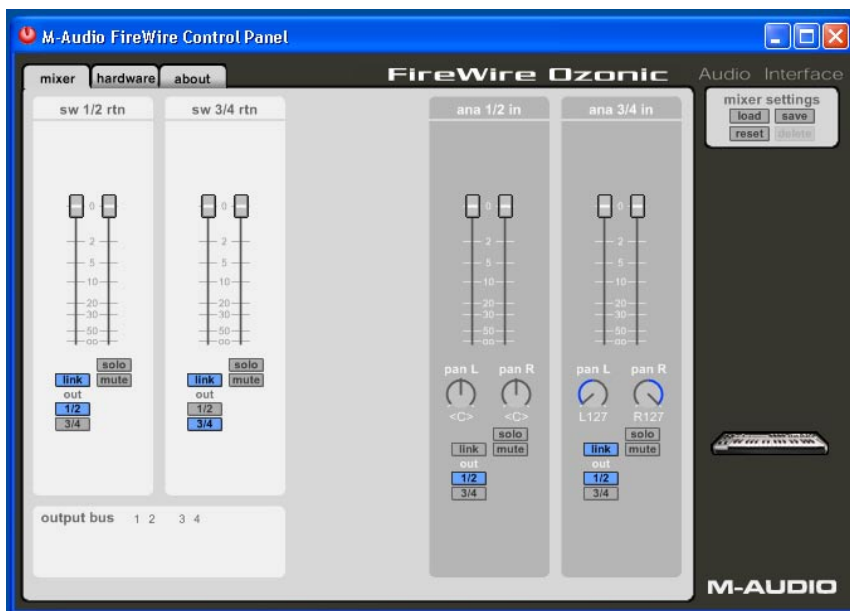 M-Audio FireWire Control Panel
mixer hardware about
FireWire Ozonic Audio Interface
mixer settings
load save
reset delete
sw 1/2 rtn sw 3/4 rtn ana 1/2 in ana 3/4 in
0 0 0 0
2 2 2 2
5 5 5 5
10 10 10 10
20 20 20 20
30 30 30 30
50 50 50 50
∞ ∞ ∞ ∞
solo solo pan L pan R pan L pan R
link mute link mute
out out
1/2 1/2 <C> <C> L127 R127
3/4 3/4 solo solo
link mute link mute
out out
1/2 1/2
3/4 3/4
output bus 1 2 3 4
M-AUDIO